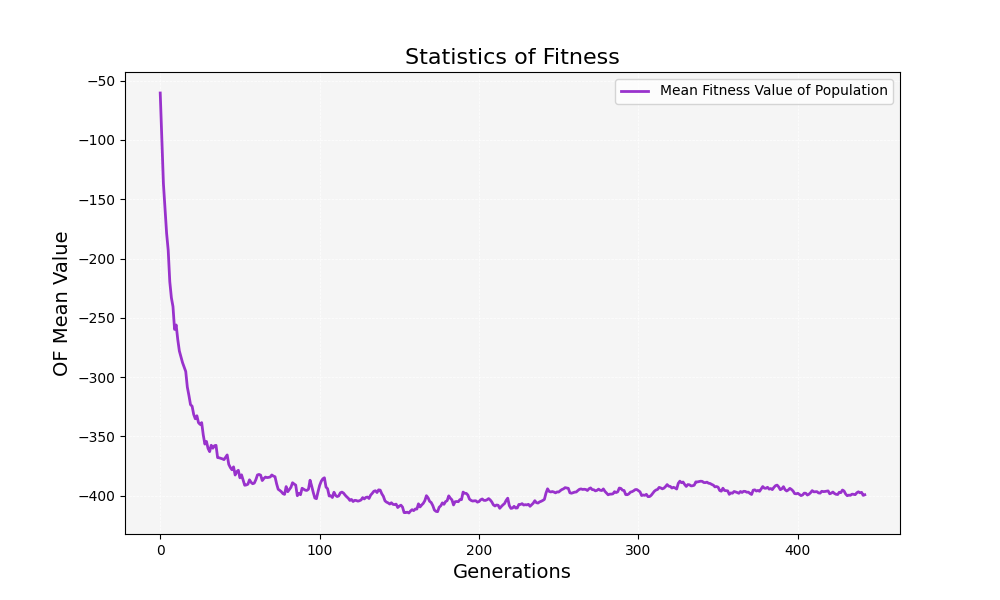 Statistics of Fitness
Mean Fitness Value of Population
OF Mean Value
−50
−100
−150
−200
−250
−300
−350
−400
0 100 200 300 400
Generations